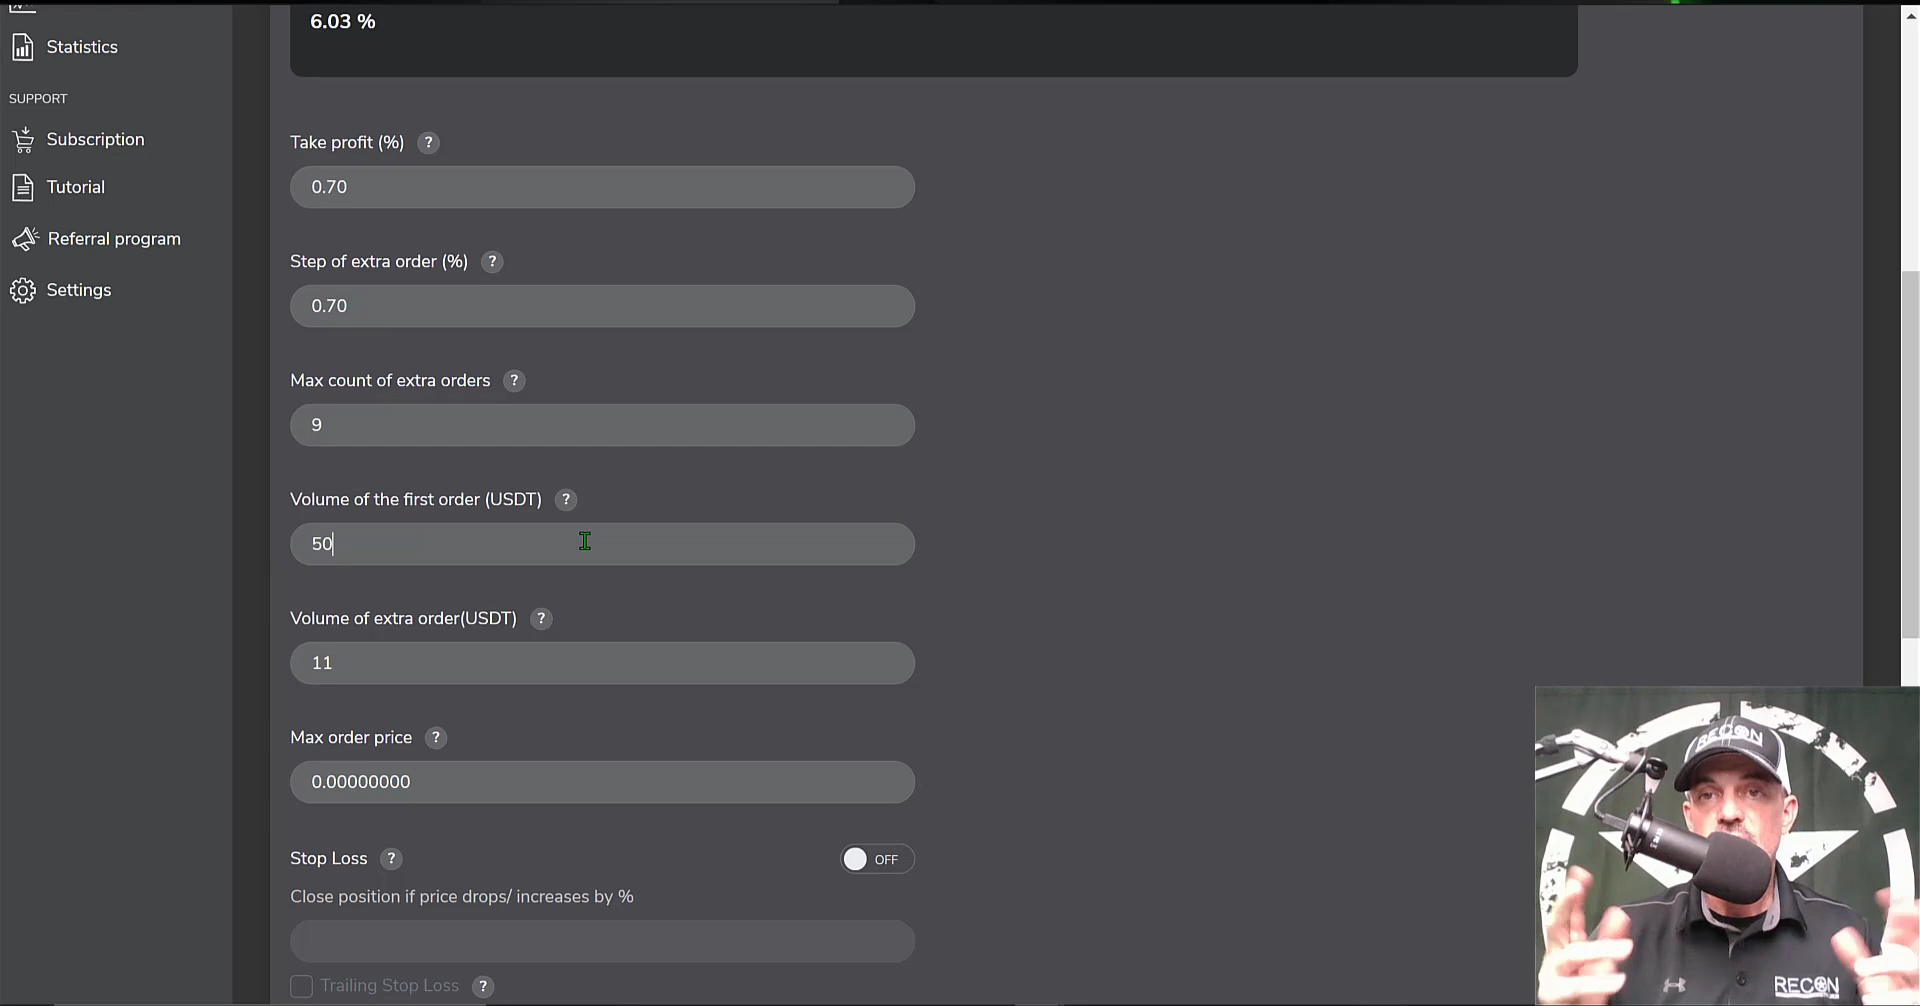 6.03 %
Statistics
SUPPORT
Subscription
Tutorial
Referral program
Settings
Take profit (%) ?
0.70
Step of extra order (%) ?
0.70
Max count of extra orders ?
9
Volume of the first order (USDT) ?
50
Volume of extra order(USDT) ?
11
Max order price ?
0.00000000
Stop Loss ?
OFF
Close position if price drops/ increases by %
Trailing Stop Loss ?
RECON
RECON